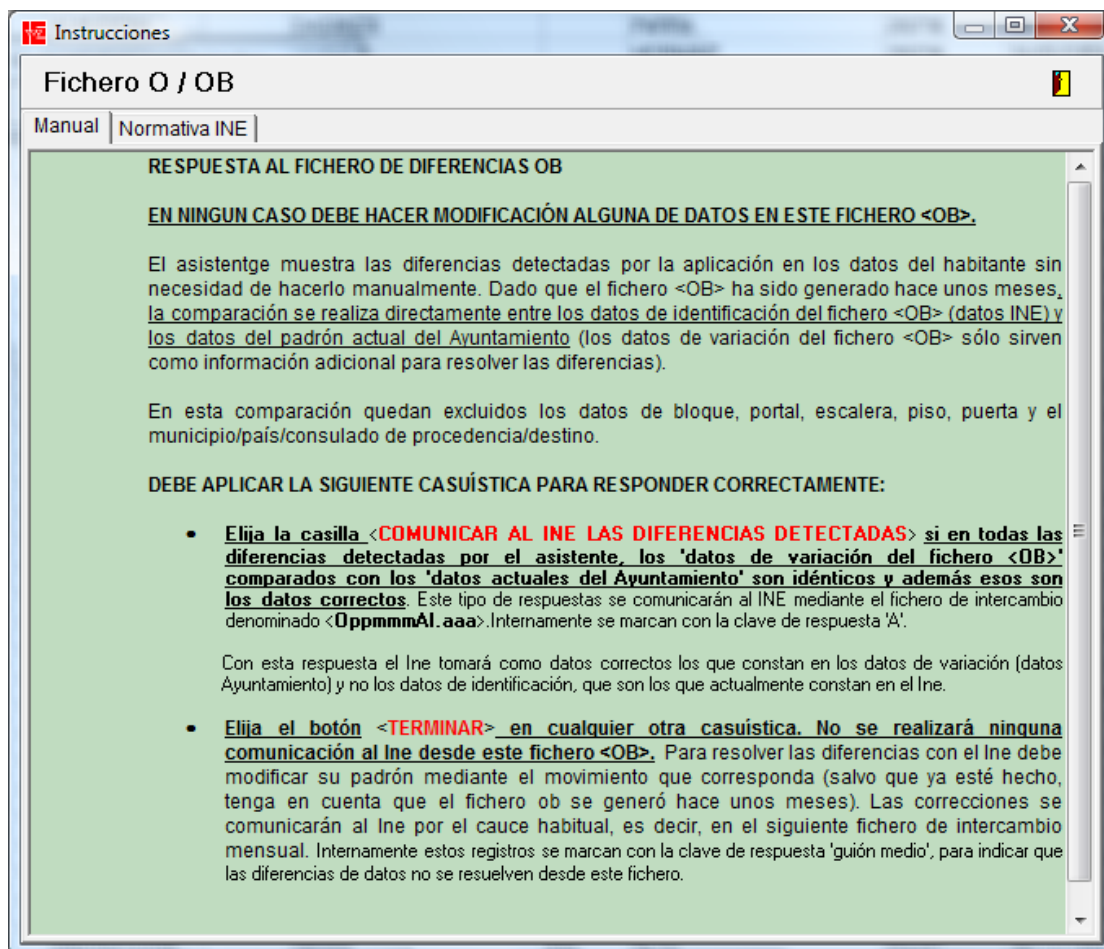 Instrucciones
Fichero O / OB
Manual
Normativa INE
RESPUESTA AL FICHERO DE DIFERENCIAS OB
EN NINGUN CASO DEBE HACER MODIFICACIÓN ALGUNA DE DATOS EN ESTE FICHERO <OB>.
El asistentge muestra las diferencias detectadas por la aplicación en los datos del habitante sin
necesidad de hacerlo manualmente. Dado que el fichero <OB> ha sido generado hace unos meses,
la comparación se realiza directamente entre los datos de identificación del fichero <OB> (datos INE) y
los datos del padrón actual del Ayuntamiento (los datos de variación del fichero <OB> sólo sirven
como información adicional para resolver las diferencias).
En esta comparación quedan excluidos los datos de bloque, portal, escalera, piso, puerta y el
municipio/país/consulado de procedencia/destino.
DEBE APLICAR LA SIGUIENTE CASUÍSTICA PARA RESPONDER CORRECTAMENTE:
• Elija la casilla <COMUNICAR AL INE LAS DIFERENCIAS DETECTADAS> si en todas las
diferencias detectadas por el asistente, los 'datos de variación del fichero <OB>'
comparados con los 'datos actuales del Ayuntamiento' son idénticos y además esos son
los datos correctos. Este tipo de respuestas se comunicarán al INE mediante el fichero de intercambio
denominado <OppmmmAI.aaa>.Internamente se marcan con la clave de respuesta 'A'.
Con esta respuesta el Ine tomará como datos correctos los que constan en los datos de variación (datos
Ayuntamiento) y no los datos de identificación, que son los que actualmente constan en el Ine.
• Elija el botón <TERMINAR> en cualquier otra casuística. No se realizará ninguna
comunicación al Ine desde este fichero <OB>. Para resolver las diferencias con el Ine debe
modificar su padrón mediante el movimiento que corresponda (salvo que ya esté hecho,
tenga en cuenta que el fichero ob se generó hace unos meses). Las correcciones se
comunicarán al Ine por el cauce habitual, es decir, en el siguiente fichero de intercambio
mensual. Internamente estos registros se marcan con la clave de respuesta 'guión medio', para indicar que
las diferencias de datos no se resuelven desde este fichero.